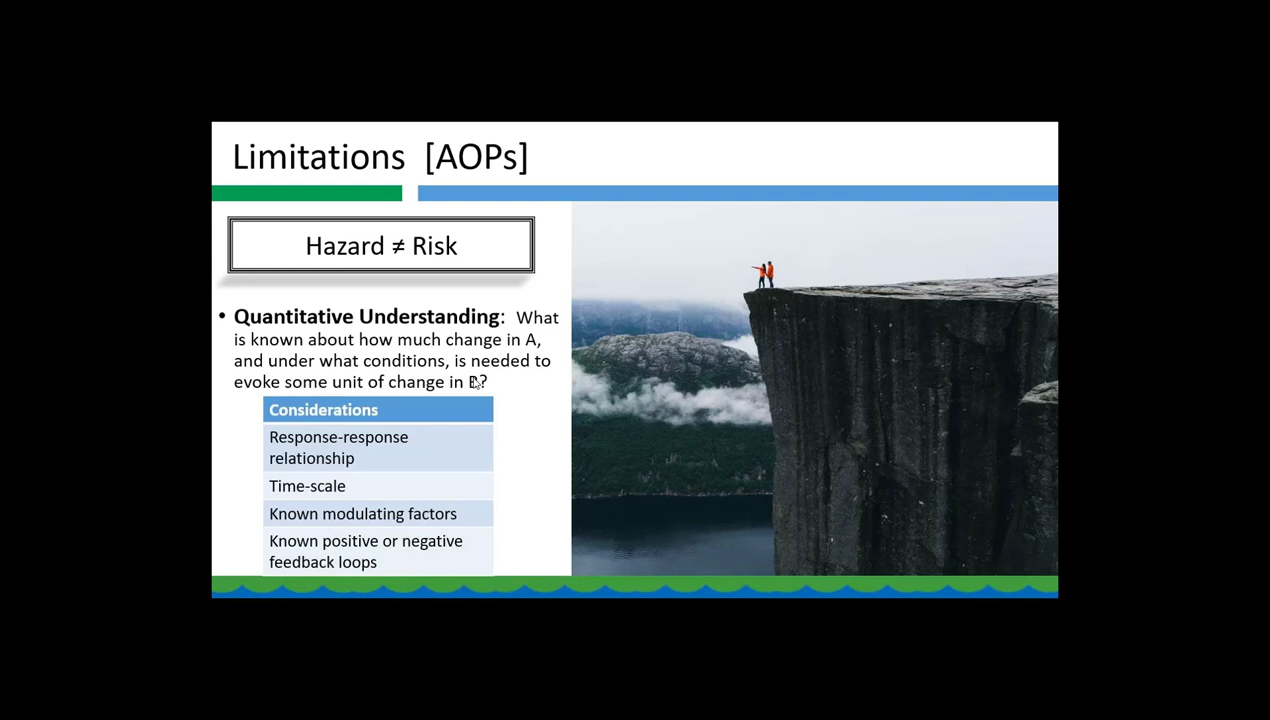 Limitations [AOPs]
Hazard ≠ Risk
• Quantitative Understanding: What
is known about how much change in A,
and under what conditions, is needed to
evoke some unit of change in B?
Considerations
Response-response
relationship
Time-scale
Known modulating factors
Known positive or negative
feedback loops